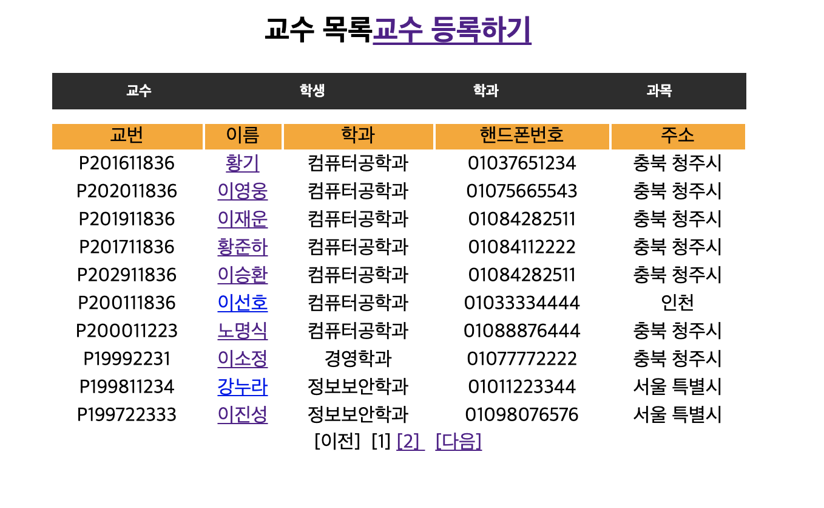 교수 목록교수 등록하기
교수 학생 학과 과목
교번 이름 학과 핸드폰번호 주소
P201611836 황기 컴퓨터공학과 01037651234 충북 청주시
P202011836 이영웅 컴퓨터공학과 01075665543 충북 청주시
P201911836 이재운 컴퓨터공학과 01084282511 충북 청주시
P201711836 황준하 컴퓨터공학과 01084112222 충북 청주시
P202911836 이승환 컴퓨터공학과 01084282511 충북 청주시
P200111836 이선호 컴퓨터공학과 01033334444 인천
P200011223 노명식 컴퓨터공학과 01088876444 충북 청주시
P19992231 이소정 경영학과 01077772222 충북 청주시
P199811234 강누라 정보보안학과 01011223344 서울 특별시
P199722333 이진성 정보보안학과 01098076576 서울 특별시
[이전] [1] [2] [다음]